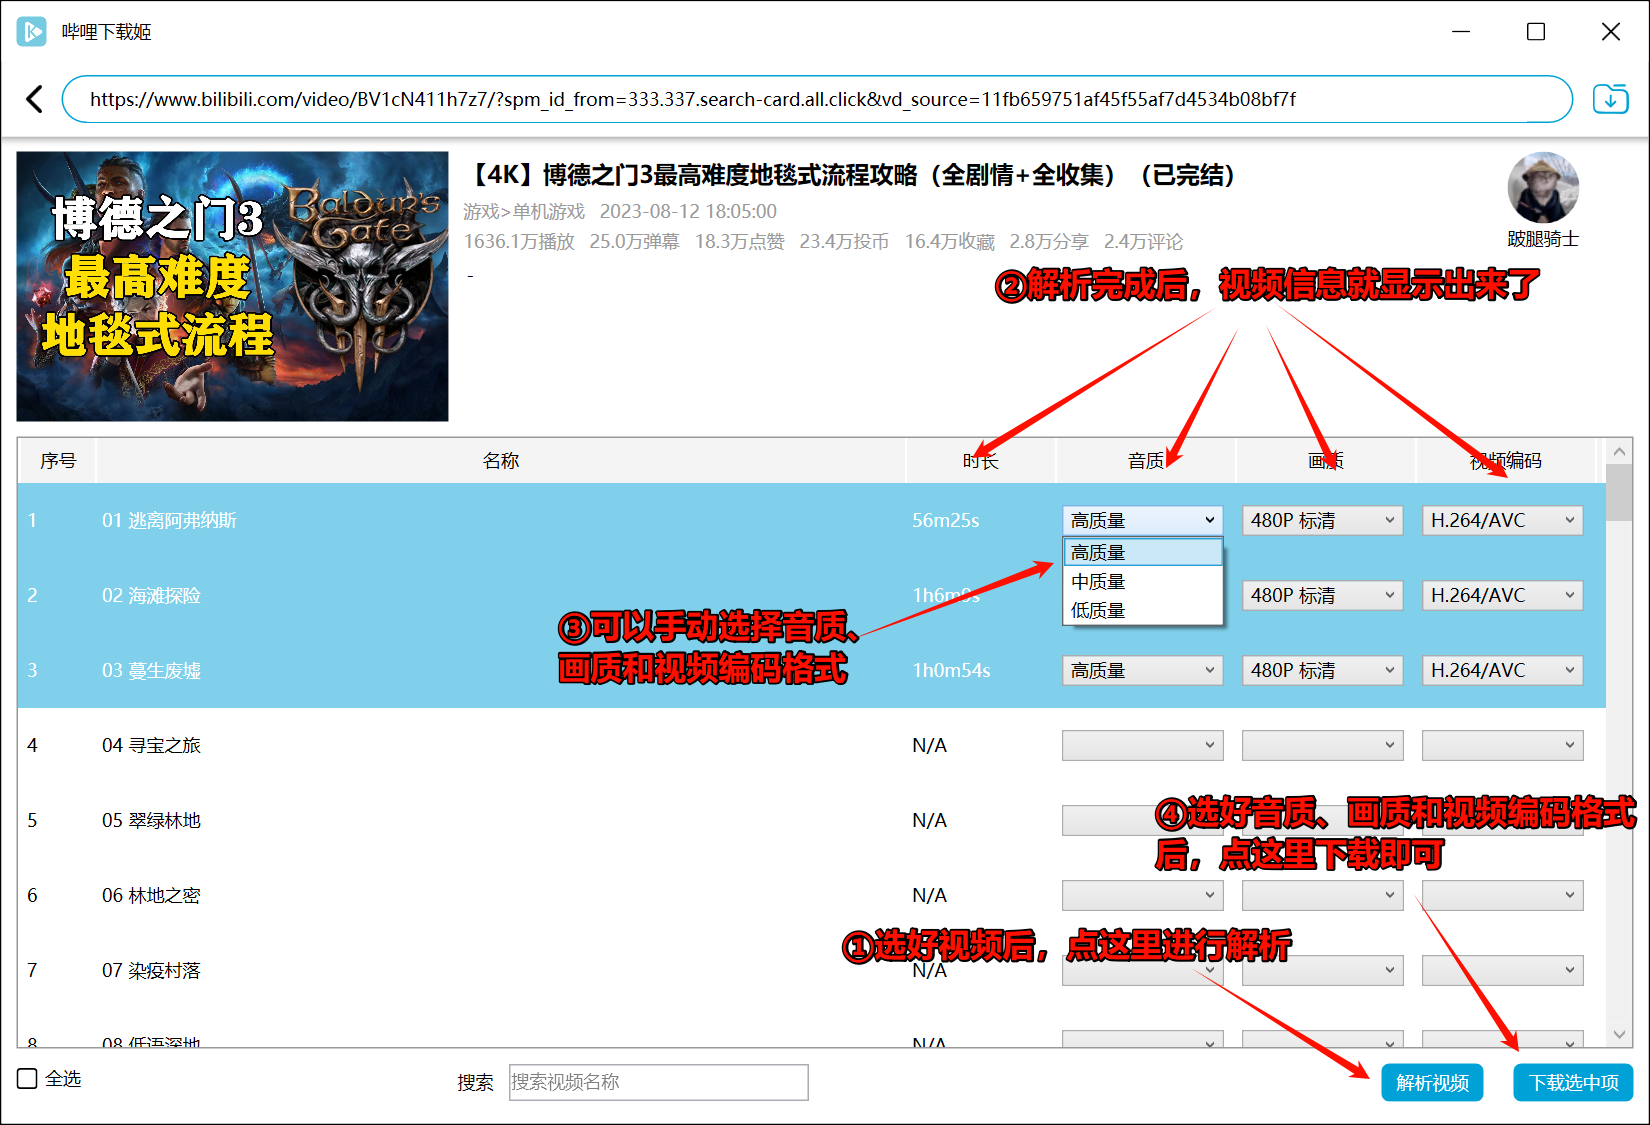 哔哩下载姬
https://www.bilibili.com/video/BV1cN411h7z7/?spm_id_from=333.337.search-card.all.click&vd_source=11fb659751af45f55af7d4534b08bf7f
博德之门3
最高难度
地毯式流程
Baldur's Gate
【4K】博德之门3最高难度地毯式流程攻略（全剧情+全收集）（已完结）
游戏>单机游戏 2023-08-12 18:05:00
1636.1万播放 25.0万弹幕 18.3万点赞 23.4万投币 16.4万收藏 2.8万分享 2.4万评论
-
跛腿骑士
②解析完成后，视频信息就显示出来了
序号 名称 时长 音质 画质 视频编码
1 01 逃离阿弗纳斯 56m25s 高质量 480P 标清 H.264/AVC
高质量
中质量
低质量
2 02 海滩探险 480P 标清 H.264/AVC
③可以手动选择音质、
画质和视频编码格式
3 03 蔓生废墟 1h0m54s 高质量 480P 标清 H.264/AVC
4 04 寻宝之旅 N/A
5 05 翠绿林地 N/A
④选好音质、画质和视频编码格式
后，点这里下载即可
6 06 林地之密 N/A
①选好视频后，点这里进行解析
7 07 染疫村落 N/A
8 08 低语深地 N/A
全选 搜索 搜索视频名称 解析视频 下载选中项